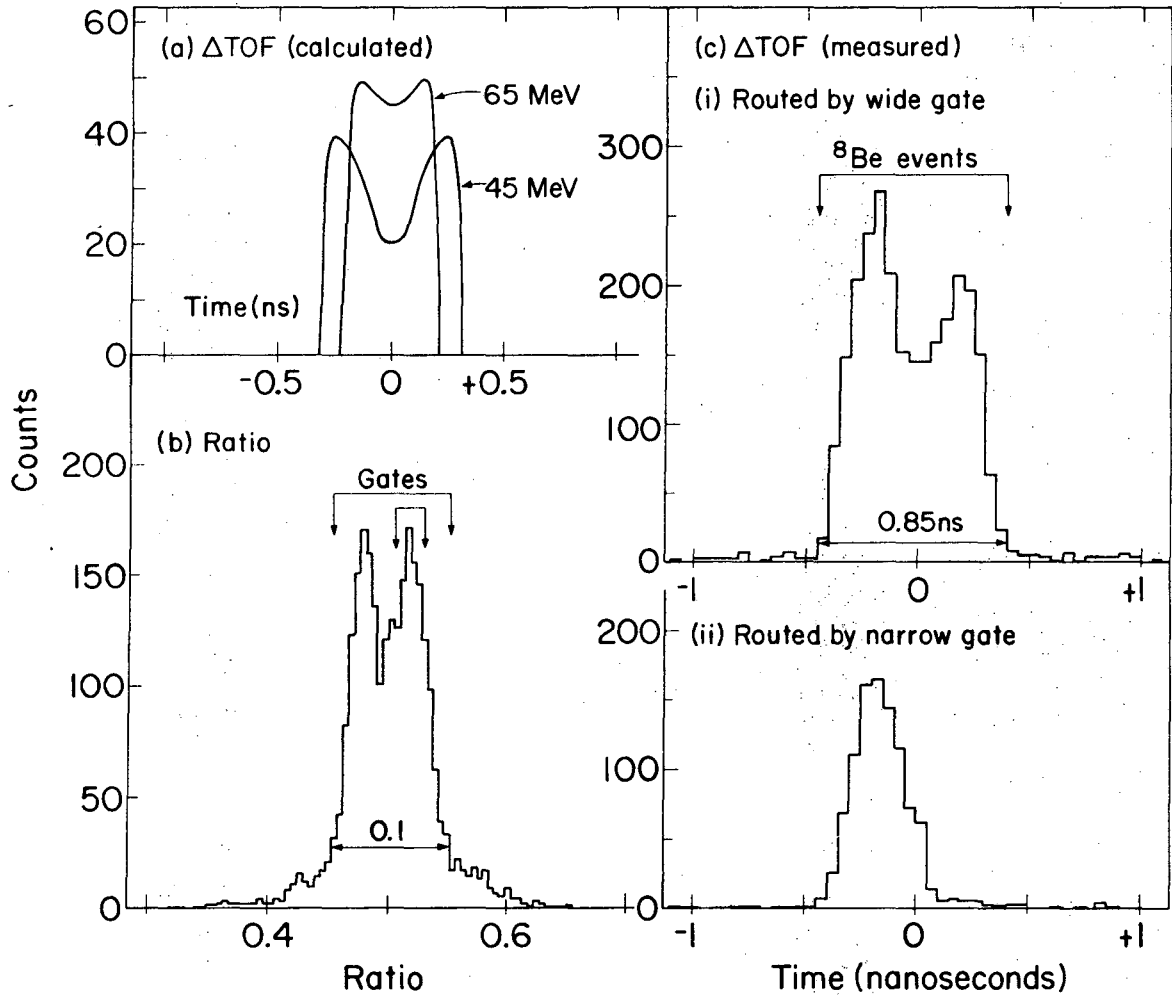 60
40
20
0
(a) ΔTOF (calculated)
65 MeV
45 MeV
Time(ns)
-0.5 0 +0.5
Counts
(b) Ratio
200
150
100
50
0
Gates
0.1
0.4 0.6
Ratio
(c) ΔTOF (measured)
(i) Routed by wide gate
300
200
100
0
⁸Be events
0.85ns
-1 0 +1
(ii) Routed by narrow gate
200
100
0
-1 0 +1
Time (nanoseconds)